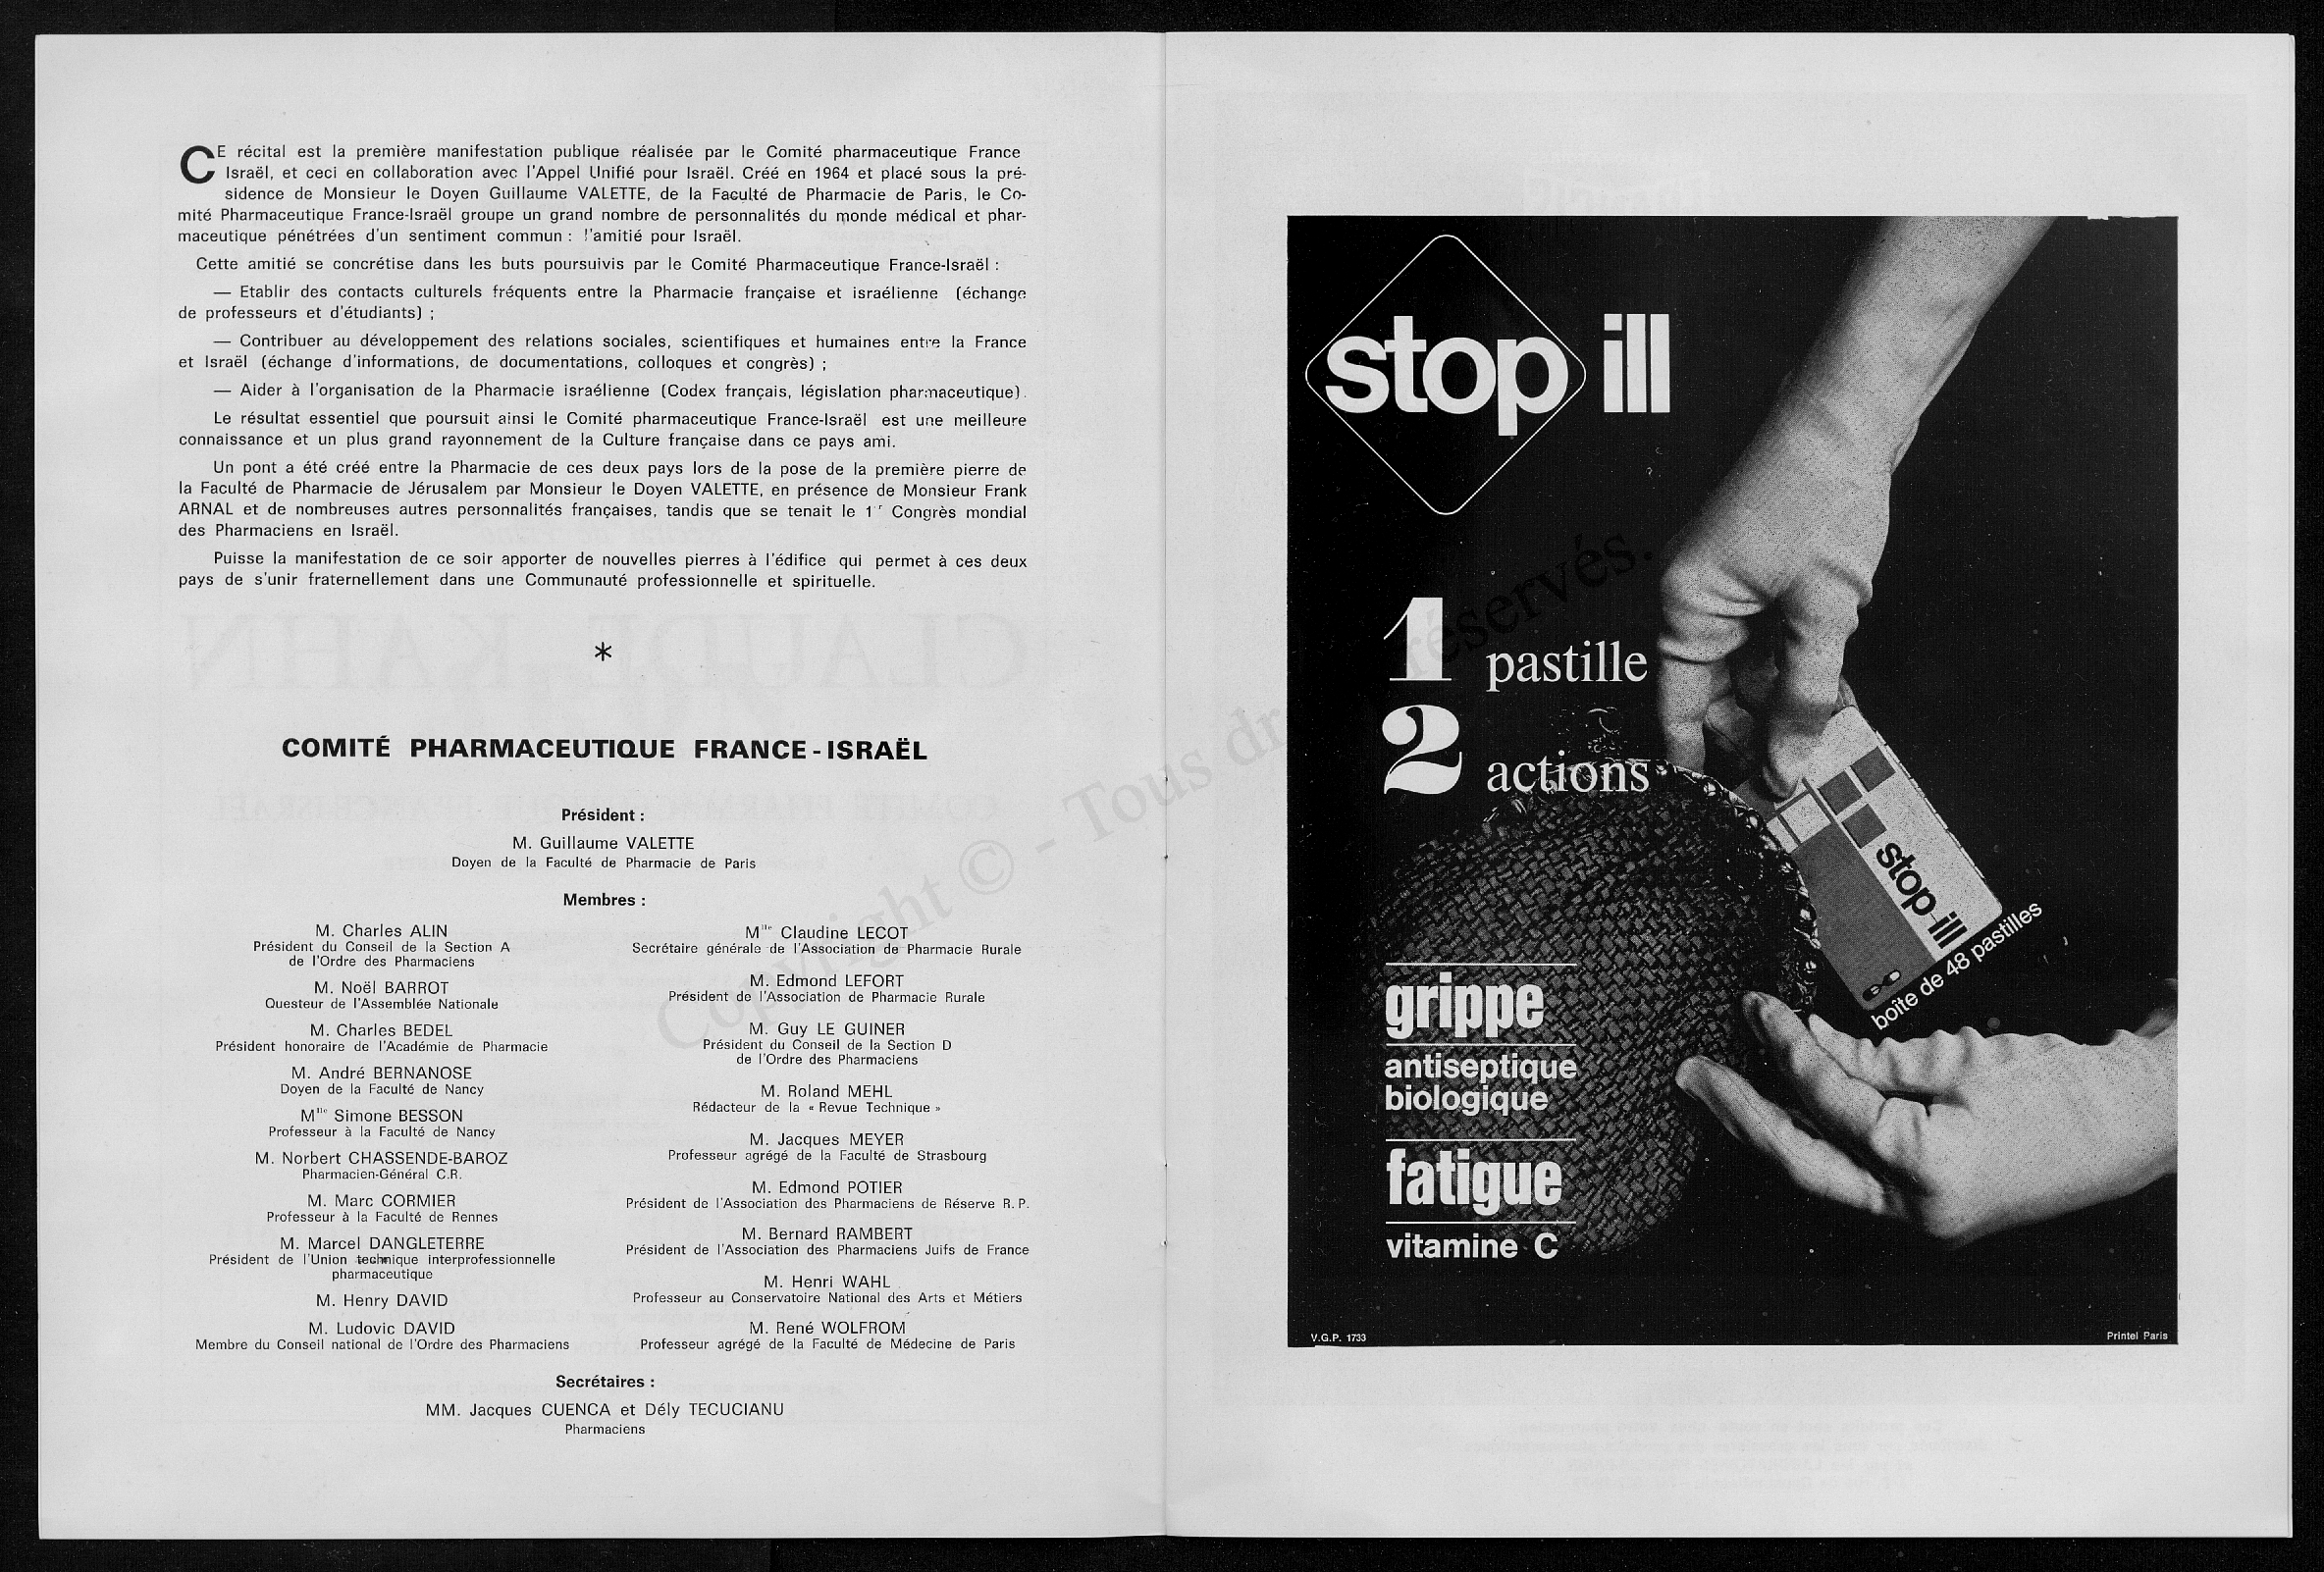 CE récital est la première manifestation publique réalisée par le Comité pharmaceutique France
Israël, et ceci en collaboration avec l'Appel Unifié pour Israël. Créé en 1964 et placé sous la pré-
sidence de Monsieur le Doyen Guillaume VALETTE, de la Faculté de Pharmacie de Paris, le Co-
mité Pharmaceutique France-Israël groupe un grand nombre de personnalités du monde médical et phar-
maceutique pénétrées d'un sentiment commun : l'amitié pour Israël.
Cette amitié se concrétise dans les buts poursuivis par le Comité Pharmaceutique France-Israël :
— Etablir des contacts culturels fréquents entre la Pharmacie française et israélienne (échange
de professeurs et d'étudiants) ;
— Contribuer au développement des relations sociales, scientifiques et humaines entre la France
et Israël (échange d'informations, de documentations, colloques et congrès) ;
— Aider à l'organisation de la Pharmacie israélienne (Codex français, législation pharmaceutique).
Le résultat essentiel que poursuit ainsi le Comité pharmaceutique France-Israël est une meilleure
connaissance et un plus grand rayonnement de la Culture française dans ce pays ami.
Un pont a été créé entre la Pharmacie de ces deux pays lors de la pose de la première pierre de
la Faculté de Pharmacie de Jérusalem par Monsieur le Doyen VALETTE, en présence de Monsieur Frank
ARNAL et de nombreuses autres personnalités françaises, tandis que se tenait le 1r Congrès mondial
des Pharmaciens en Israël.
Puisse la manifestation de ce soir apporter de nouvelles pierres à l'édifice qui permet à ces deux
pays de s'unir fraternellement dans une Communauté professionnelle et spirituelle.
*
COMITÉ PHARMACEUTIQUE FRANCE - ISRAËL
Président :
M. Guillaume VALETTE
Doyen de la Faculté de Pharmacie de Paris
Membres :
M. Charles ALIN
Président du Conseil de la Section A
de l'Ordre des Pharmaciens
M. Noël BARROT
Questeur de l'Assemblée Nationale
M. Charles BEDEL
Président honoraire de l'Académie de Pharmacie
M. André BERNANOSE
Doyen de la Faculté de Nancy
Mlle Simone BESSON
Professeur à la Faculté de Nancy
M. Norbert CHASSENDE-BAROZ
Pharmacien-Général C.R.
M. Marc CORMIER
Professeur à la Faculté de Rennes
M. Marcel DANGLETERRE
Président de l'Union technique interprofessionnelle
pharmaceutique
M. Henry DAVID
M. Ludovic DAVID
Membre du Conseil national de l'Ordre des Pharmaciens
Mlle Claudine LECOT
Secrétaire générale de l'Association de Pharmacie Rurale
M. Edmond LEFORT
Président de l'Association de Pharmacie Rurale
M. Guy LE GUINER
Président du Conseil de la Section D
de l'Ordre des Pharmaciens
M. Roland MEHL
Rédacteur de la « Revue Technique »
M. Jacques MEYER
Professeur agrégé de la Faculté de Strasbourg
M. Edmond POTIER
Président de l'Association des Pharmaciens de Réserve R. P.
M. Bernard RAMBERT
Président de l'Association des Pharmaciens Juifs de France
M. Henri WAHL
Professeur au Conservatoire National des Arts et Métiers
M. René WOLFROM
Professeur agrégé de la Faculté de Médecine de Paris
Secrétaires :
MM. Jacques CUENCA et Dély TECUCIANU
Pharmaciens
Copyright © - Tous dr réservés.
stop ill
1 pastille
2 actions
stop-ill
boîte de 48 pastilles
grippe
antiseptique
biologique
fatigue
vitamine C
V.G.P. 1733
Printel Paris